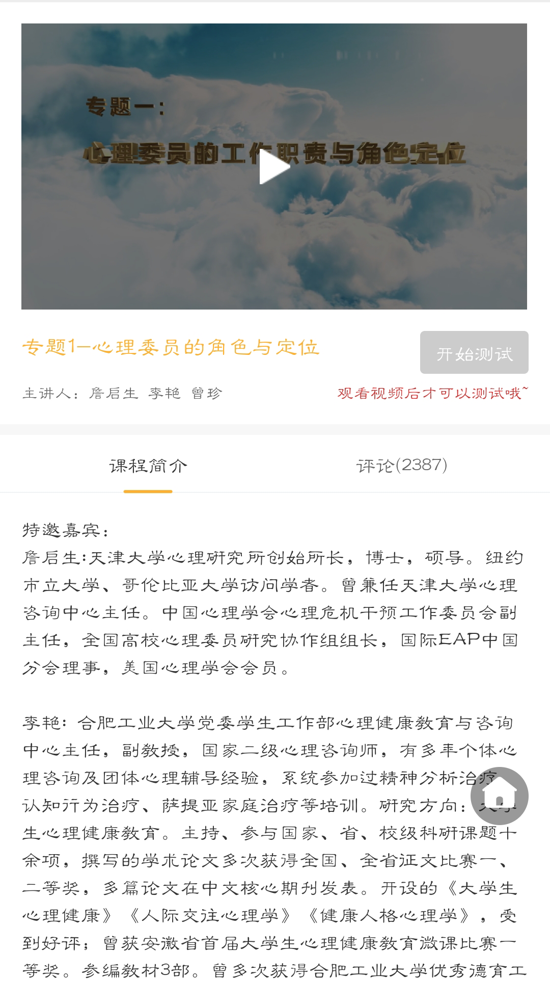 专题一：
心理委员的工作职责与角色定位
专题1—心理委员的角色与定位
开始测试
主讲人：詹启生 李艳 曾珍
观看视频后才可以测试哦~
课程简介
评论(2387)
特邀嘉宾：
詹启生:天津大学心理研究所创始所长，博士，硕导。纽约
市立大学、哥伦比亚大学访问学者。曾兼任天津大学心理
咨询中心主任。中国心理学会心理危机干预工作委员会副
主任，全国高校心理委员研究协作组组长，国际EAP中国
分会理事，美国心理学会会员。
李艳：合肥工业大学党委学生工作部心理健康教育与咨询
中心主任，副教授，国家二级心理咨询师，有多年个体心
理咨询及团体心理辅导经验，系统参加过精神分析治疗
认知行为治疗、萨提亚家庭治疗等培训。研究方向：大学
生心理健康教育。主持、参与国家、省、校级科研课题十
余项，撰写的学术论文多次获得全国、全省征文比赛一、
二等奖，多篇论文在中文核心期刊发表。开设的《大学生
心理健康》《人际交往心理学》《健康人格心理学》，受
到好评；曾获安徽省首届大学生心理健康教育微课比赛一
等奖。参编教材3部。曾多次获得合肥工业大学优秀德育工